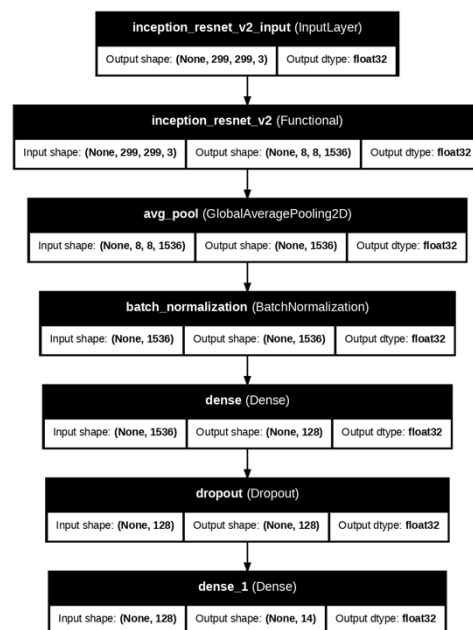 inception_resnet_v2_input (InputLayer)
Output shape: (None, 299, 299, 3) Output dtype: float32
inception_resnet_v2 (Functional)
Input shape: (None, 299, 299, 3) Output shape: (None, 8, 8, 1536) Output dtype: float32
avg_pool (GlobalAveragePooling2D)
Input shape: (None, 8, 8, 1536) Output shape: (None, 1536) Output dtype: float32
batch_normalization (BatchNormalization)
Input shape: (None, 1536) Output shape: (None, 1536) Output dtype: float32
dense (Dense)
Input shape: (None, 1536) Output shape: (None, 128) Output dtype: float32
dropout (Dropout)
Input shape: (None, 128) Output shape: (None, 128) Output dtype: float32
dense_1 (Dense)
Input shape: (None, 128) Output shape: (None, 14) Output dtype: float32